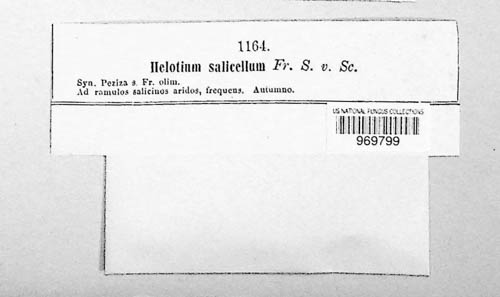 1164.
Helotium salicellum Fr. S. v. Sc.
Syn. Peziza s. Fr. olim.
Ad ramulos salicinos aridos, frequens. Autumno.
US NATIONAL FUNGUS COLLECTIONS
969799